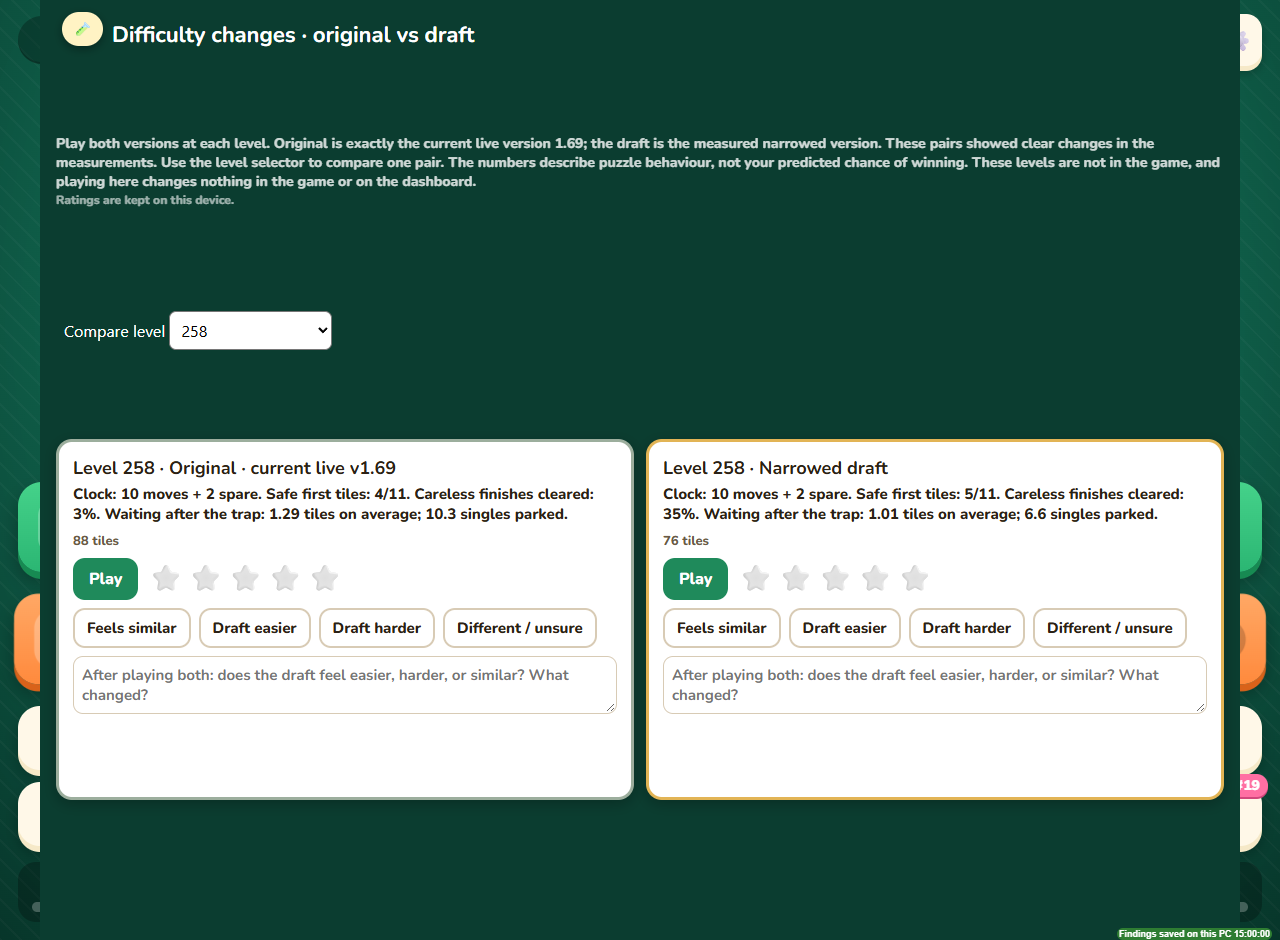 Difficulty changes · original vs draft
Play both versions at each level. Original is exactly the current live version 1.69; the draft is the measured narrowed version. These pairs showed clear changes in the
measurements. Use the level selector to compare one pair. The numbers describe puzzle behaviour, not your predicted chance of winning. These levels are not in the game, and
playing here changes nothing in the game or on the dashboard.
Ratings are kept on this device.
Compare level 258
Level 258 · Original · current live v1.69
Clock: 10 moves + 2 spare. Safe first tiles: 4/11. Careless finishes cleared:
3%. Waiting after the trap: 1.29 tiles on average; 10.3 singles parked.
88 tiles
Play
Feels similar Draft easier Draft harder Different / unsure
After playing both: does the draft feel easier, harder, or similar? What
changed?
Level 258 · Narrowed draft
Clock: 10 moves + 2 spare. Safe first tiles: 5/11. Careless finishes cleared:
35%. Waiting after the trap: 1.01 tiles on average; 6.6 singles parked.
76 tiles
Play
Feels similar Draft easier Draft harder Different / unsure
After playing both: does the draft feel easier, harder, or similar? What
changed?
Findings saved on this PC 15:00:00